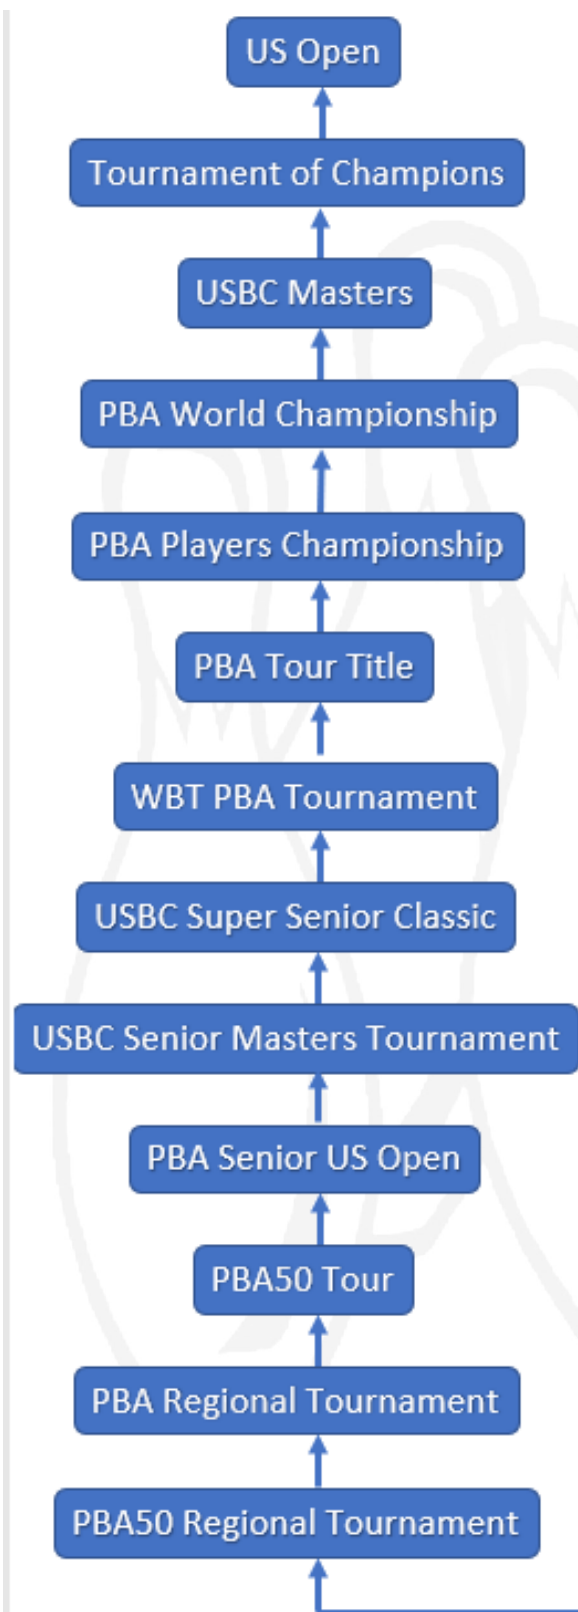 US Open
Tournament of Champions
USBC Masters
PBA World Championship
PBA Players Championship
PBA Tour Title
WBT PBA Tournament
USBC Super Senior Classic
USBC Senior Masters Tournament
PBA Senior US Open
PBA50 Tour
PBA Regional Tournament
PBA50 Regional Tournament